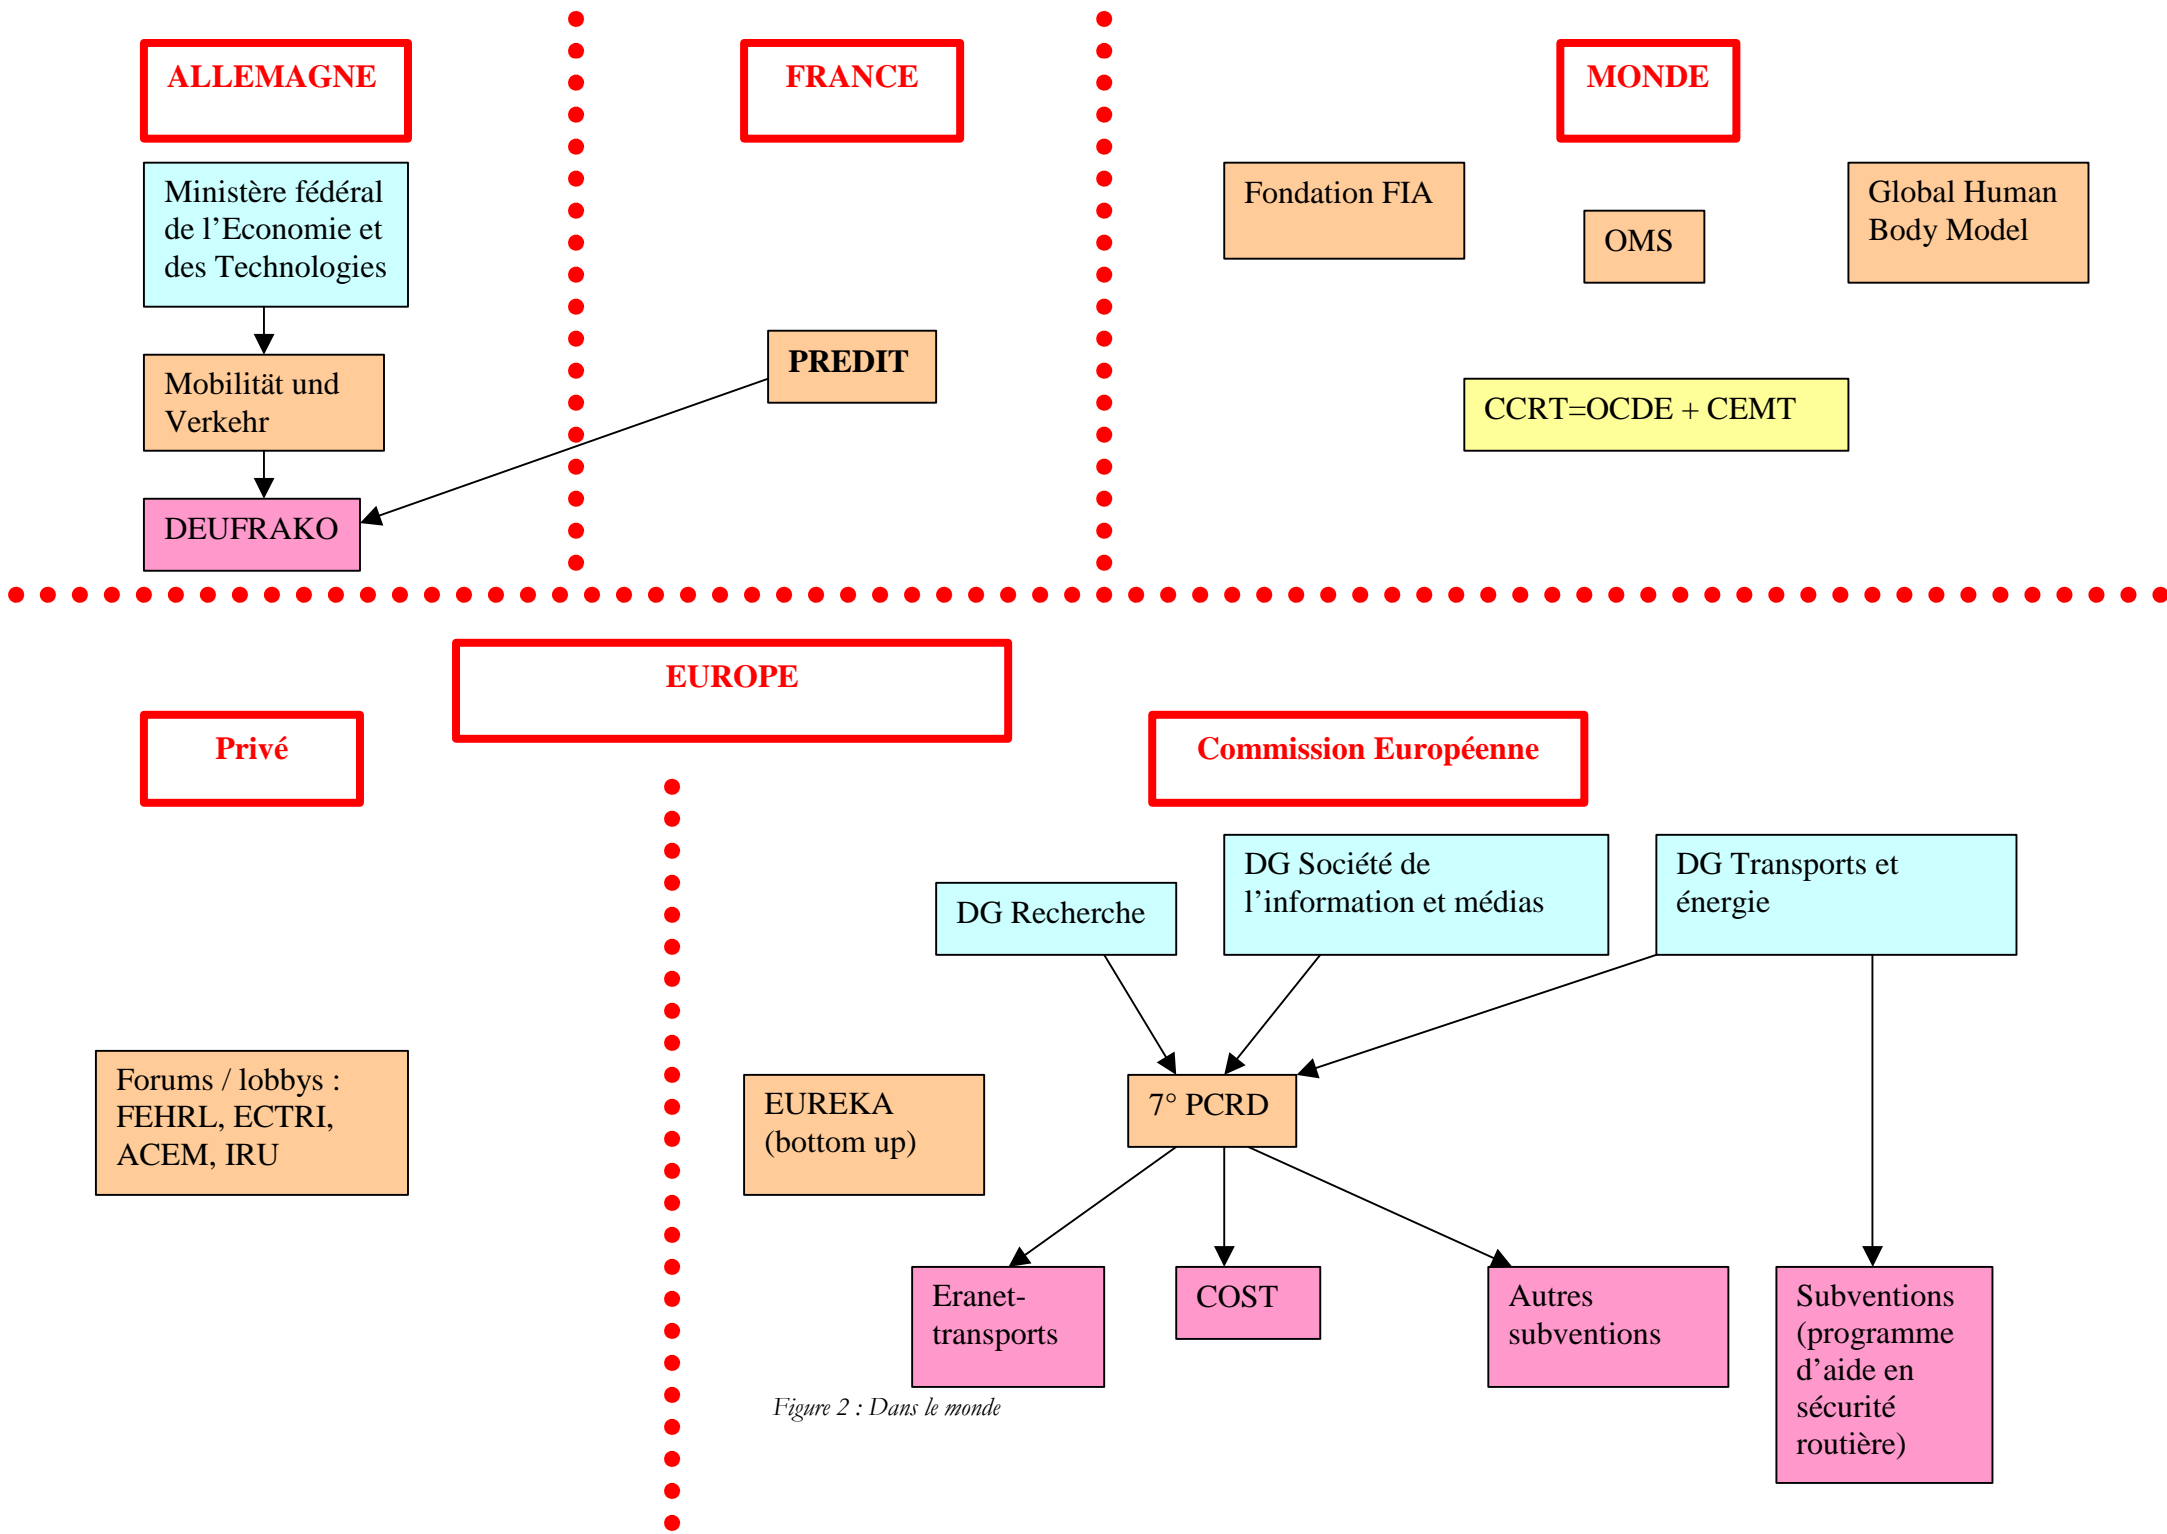 ALLEMAGNE
FRANCE
MONDE
Ministère fédéral
de l’Economie et
des Technologies
Mobilität und
Verkehr
DEUFRAKO
PREDIT
Fondation FIA
OMS
Global Human
Body Model
CCRT=OCDE + CEMT
EUROPE
Privé
Commission Européenne
Forums / lobbys :
FEHRL, ECTRI,
ACEM, IRU
DG Recherche
DG Société de
l’information et médias
DG Transports et
énergie
EUREKA
(bottom up)
7° PCRD
Eranet-
transports
COST
Autres
subventions
Subventions
(programme
d’aide en
sécurité
routière)
Figure 2 : Dans le monde